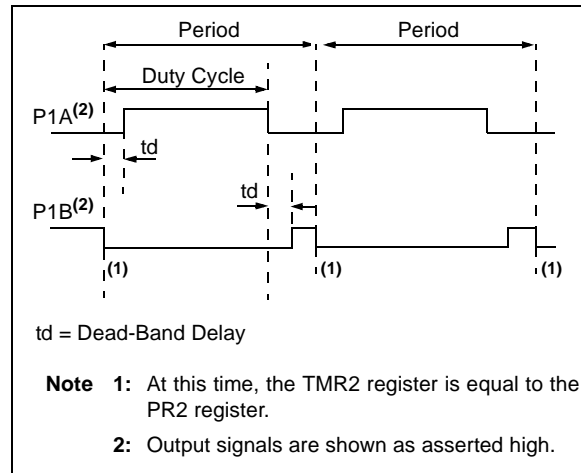 Period Period
Duty Cycle
P1A(2)
td
td
P1B(2)
(1) (1) (1)
td = Dead-Band Delay
Note 1: At this time, the TMR2 register is equal to the
PR2 register.
2: Output signals are shown as asserted high.